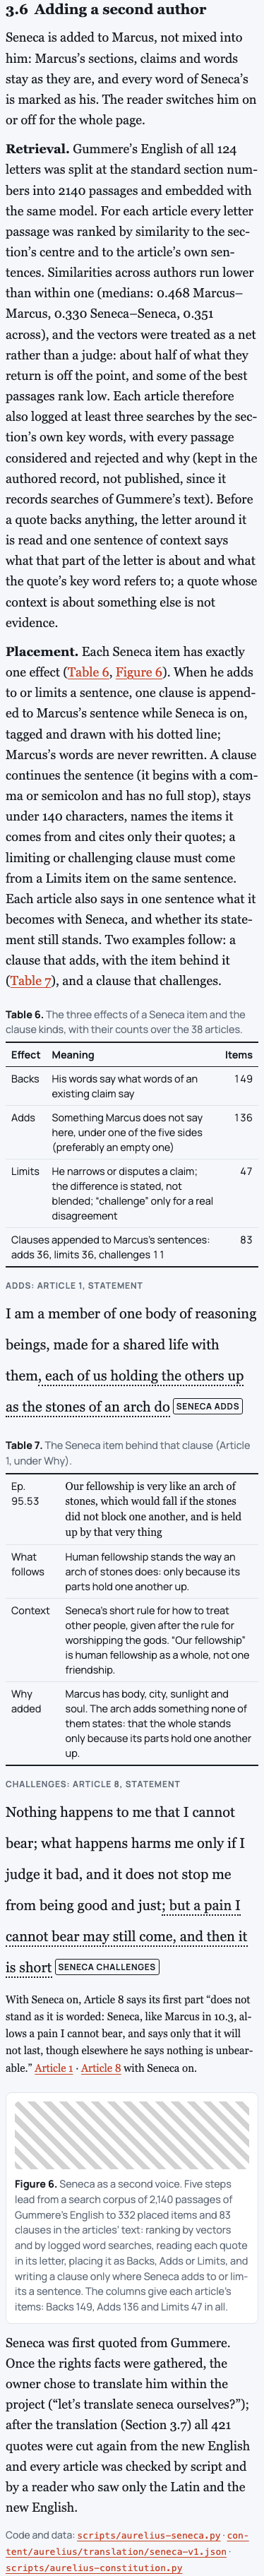 3.6 Adding a second author
Seneca is added to Marcus, not mixed into
him: Marcus’s sections, claims and words
stay as they are, and every word of Seneca’s
is marked as his. The reader switches him on
or off for the whole page.
Retrieval. Gummere’s English of all 124
letters was split at the standard section num-
bers into 2140 passages and embedded with
the same model. For each article every letter
passage was ranked by similarity to the sec-
tion’s centre and to the article’s own sen-
tences. Similarities across authors run lower
than within one (medians: 0.468 Marcus–
Marcus, 0.330 Seneca–Seneca, 0.351
across), and the vectors were treated as a net
rather than a judge: about half of what they
return is off the point, and some of the best
passages rank low. Each article therefore
also logged at least three searches by the sec-
tion’s own key words, with every passage
considered and rejected and why (kept in the
authored record, not published, since it
records searches of Gummere’s text). Before
a quote backs anything, the letter around it
is read and one sentence of context says
what that part of the letter is about and what
the quote’s key word refers to; a quote whose
context is about something else is not
evidence.
Placement. Each Seneca item has exactly
one effect (Table 6, Figure 6). When he adds
to or limits a sentence, one clause is append-
ed to Marcus’s sentence while Seneca is on,
tagged and drawn with his dotted line;
Marcus’s words are never rewritten. A clause
continues the sentence (it begins with a com-
ma or semicolon and has no full stop), stays
under 140 characters, names the items it
comes from and cites only their quotes; a
limiting or challenging clause must come
from a Limits item on the same sentence.
Each article also says in one sentence what it
becomes with Seneca, and whether its state-
ment still stands. Two examples follow: a
clause that adds, with the item behind it
(Table 7), and a clause that challenges.
Table 6. The three effects of a Seneca item and the
clause kinds, with their counts over the 38 articles.
Effect Meaning Items
Backs His words say what words of an 149
existing claim say
Adds Something Marcus does not say 136
here, under one of the five sides
(preferably an empty one)
Limits He narrows or disputes a claim; 47
the difference is stated, not
blended; “challenge” only for a real
disagreement
Clauses appended to Marcus’s sentences: 83
adds 36, limits 36, challenges 11
ADDS: ARTICLE 1, STATEMENT
I am a member of one body of reasoning
beings, made for a shared life with
them, each of us holding the others up
as the stones of an arch do SENECA ADDS
Table 7. The Seneca item behind that clause (Article
1, under Why).
Ep. Our fellowship is very like an arch of
95.53 stones, which would fall if the stones
did not block one another, and is held
up by that very thing
What Human fellowship stands the way an
follows arch of stones does: only because its
parts hold one another up.
Context Seneca’s short rule for how to treat
other people, given after the rule for
worshipping the gods. “Our fellowship”
is human fellowship as a whole, not one
friendship.
Why Marcus has body, city, sunlight and
added soul. The arch adds something none of
them states: that the whole stands
only because its parts hold one another
up.
CHALLENGES: ARTICLE 8, STATEMENT
Nothing happens to me that I cannot
bear; what happens harms me only if I
judge it bad, and it does not stop me
from being good and just; but a pain I
cannot bear may still come, and then it
is short SENECA CHALLENGES
With Seneca on, Article 8 says its first part “does not
stand as it is worded: Seneca, like Marcus in 10.3, al-
lows a pain I cannot bear, and says only that it will
not last, though elsewhere he says nothing is unbear-
able.” Article 1 · Article 8 with Seneca on.
Figure 6. Seneca as a second voice. Five steps
lead from a search corpus of 2,140 passages of
Gummere’s English to 332 placed items and 83
clauses in the articles’ text: ranking by vectors
and by logged word searches, reading each quote
in its letter, placing it as Backs, Adds or Limits, and
writing a clause only where Seneca adds to or lim-
its a sentence. The columns give each article’s
items: Backs 149, Adds 136 and Limits 47 in all.
Seneca was first quoted from Gummere.
Once the rights facts were gathered, the
owner chose to translate him within the
project (“let’s translate seneca ourselves?”);
after the translation (Section 3.7) all 421
quotes were cut again from the new English
and every article was checked by script and
by a reader who saw only the Latin and the
new English.
Code and data: scripts/aurelius-seneca.py · con-
tent/aurelius/translation/seneca-v1.json ·
scripts/aurelius-constitution.py